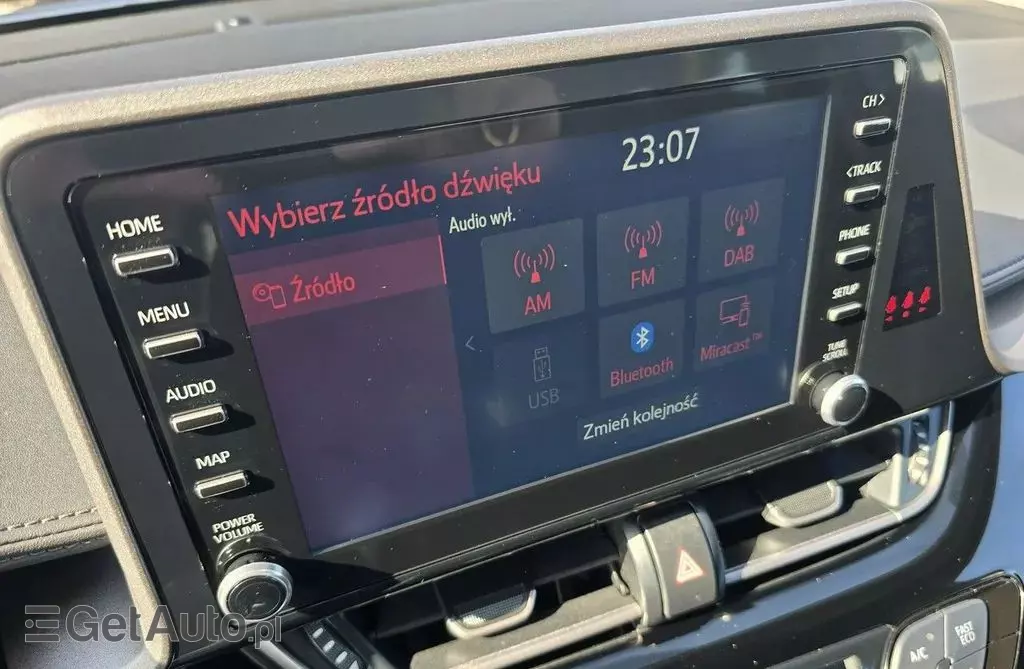 CH>
23:07
<TRACK
Wybierz źródło dźwięku
HOME
Audio wył.
PHONE
Źródło
AM
FM
DAB
SETUP
MENU
<
USB
Bluetooth
Miracast™
TUNE
SCROLL
AUDIO
Zmień kolejność
MAP
POWER
VOLUME
GetAuto.pl
A/C
FAST
ECO